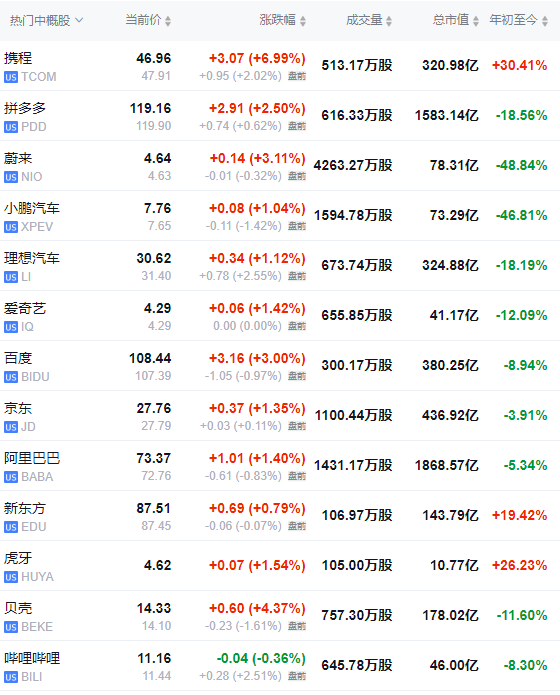 热门中概股 当前价 涨跌幅 成交量 总市值 年初至今
携程 46.96 +3.07 (+6.99%) 513.17万股 320.98亿 +30.41%
US TCOM 47.91 +0.95 (+2.02%) 盘前
拼多多 119.16 +2.91 (+2.50%) 616.33万股 1583.14亿 -18.56%
US PDD 119.90 +0.74 (+0.62%) 盘前
蔚来 4.64 +0.14 (+3.11%) 4263.27万股 78.31亿 -48.84%
US NIO 4.63 -0.01 (-0.32%) 盘前
小鹏汽车 7.76 +0.08 (+1.04%) 1594.78万股 73.29亿 -46.81%
US XPEV 7.65 -0.11 (-1.42%) 盘前
理想汽车 30.62 +0.34 (+1.12%) 673.74万股 324.88亿 -18.19%
US LI 31.40 +0.78 (+2.55%) 盘前
爱奇艺 4.29 +0.06 (+1.42%) 655.85万股 41.17亿 -12.09%
US IQ 4.29 0.00 (0.00%) 盘前
百度 108.44 +3.16 (+3.00%) 300.17万股 380.25亿 -8.94%
US BIDU 107.39 -1.05 (-0.97%) 盘前
京东 27.76 +0.37 (+1.35%) 1100.44万股 436.92亿 -3.91%
US JD 27.79 +0.03 (+0.11%) 盘前
阿里巴巴 73.37 +1.01 (+1.40%) 1431.17万股 1868.57亿 -5.34%
US BABA 72.76 -0.61 (-0.83%) 盘前
新东方 87.51 +0.69 (+0.79%) 106.97万股 143.79亿 +19.42%
US EDU 87.45 -0.06 (-0.07%) 盘前
虎牙 4.62 +0.07 (+1.54%) 105.00万股 10.77亿 +26.23%
US HUYA
贝壳 14.33 +0.60 (+4.37%) 757.30万股 178.02亿 -11.60%
US BEKE 14.10 -0.23 (-1.61%) 盘前
哔哩哔哩 11.16 -0.04 (-0.36%) 645.78万股 46.00亿 -8.30%
US BILI 11.44 +0.28 (+2.51%) 盘前